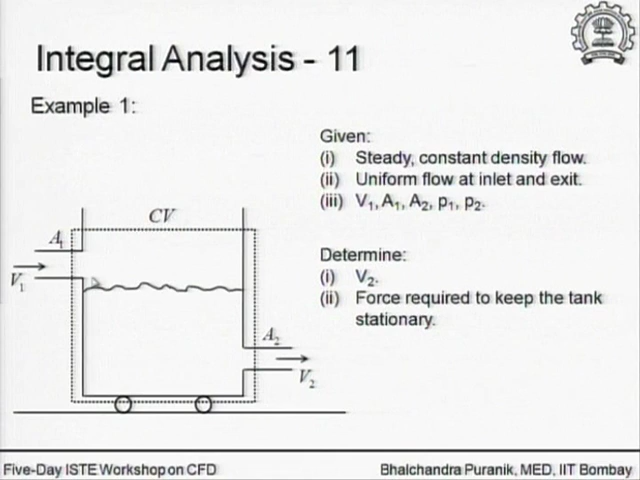 Integral Analysis - 11
Example 1:
Given:
(i) Steady, constant density flow.
(ii) Uniform flow at inlet and exit.
(iii) V₁, A₁, A₂, p₁, p₂.
Determine:
(i) V₂.
(ii) Force required to keep the tank
stationary.
CV
A₁
V₁
A₂
V₂
Five-Day ISTE Workshop on CFD
Bhalchandra Puranik, MED, IIT Bombay